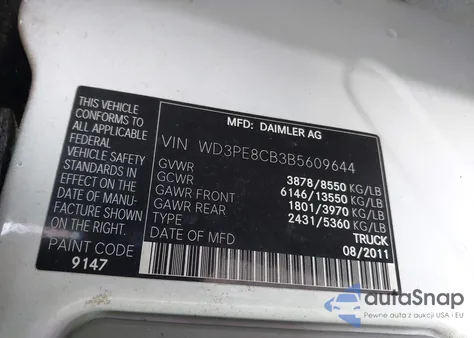 MFD: DAIMLER AG
VIN WD3PE8CB3B5609644
GVWR 3878/8550 KG/LB
GCWR 6146/13550 KG/LB
GAWR FRONT 1801/3970 KG/LB
GAWR REAR 2431/5360 KG/LB
TYPE TRUCK
DATE OF MFD 08/2011
THIS VEHICLE
CONFORMS TO
ALL APPLICABLE
FEDERAL MOTOR
VEHICLE SAFETY
STANDARDS IN
EFFECT ON THE
DATE OF MANU-
FACTURE SHOWN
PAINT CODE
9147
autoSnap
Pewne auta z aukcji USA i EU